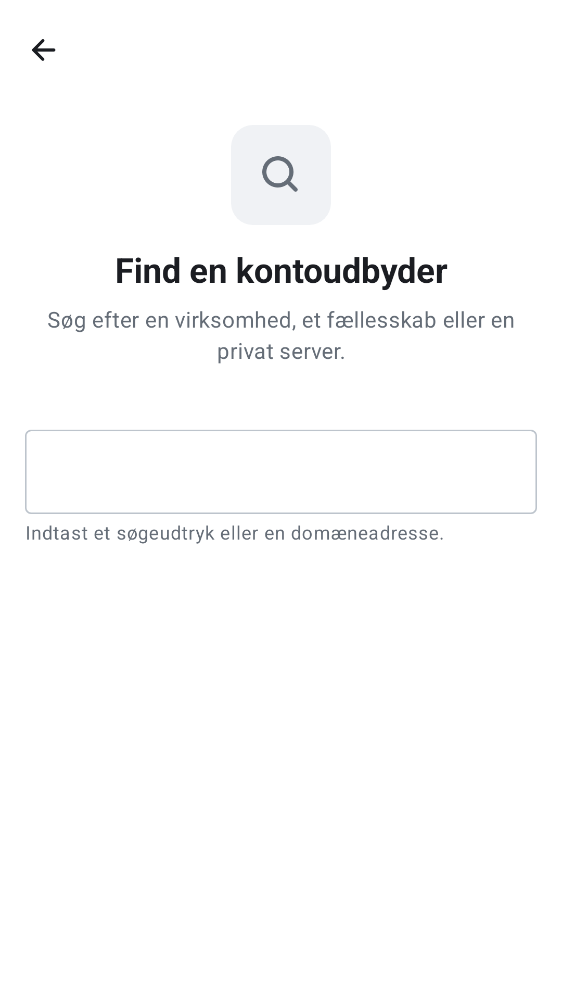 Find en kontoudbyder
Søg efter en virksomhed, et fællesskab eller en
privat server.
Indtast et søgeudtryk eller en domæneadresse.